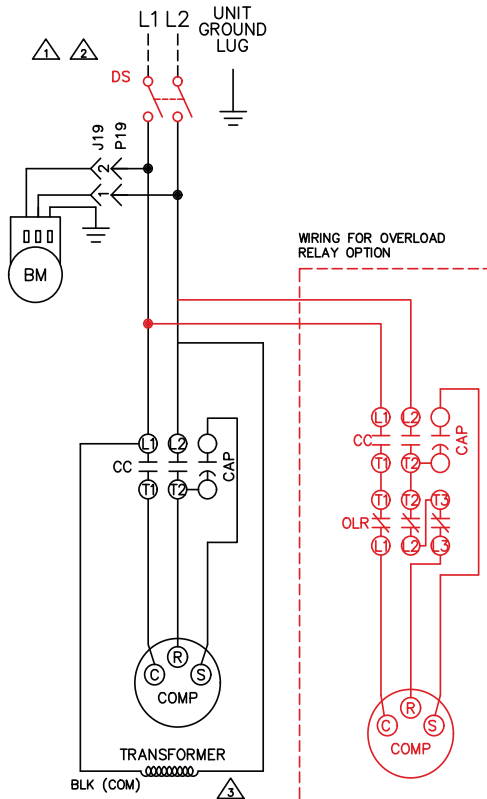 L1 L2
UNIT
GROUND
LUG
1
2
DS
J19
P19
2
1
BM
WIRING FOR OVERLOAD
RELAY OPTION
L1
L2
CC
CAP
T1
T2
C
R
S
COMP
TRANSFORMER
BLK (COM)
3
L1
L2
CC
CAP
T1
T2
T1
T2
T3
OLR
L1
L2
L3
C
R
S
COMP